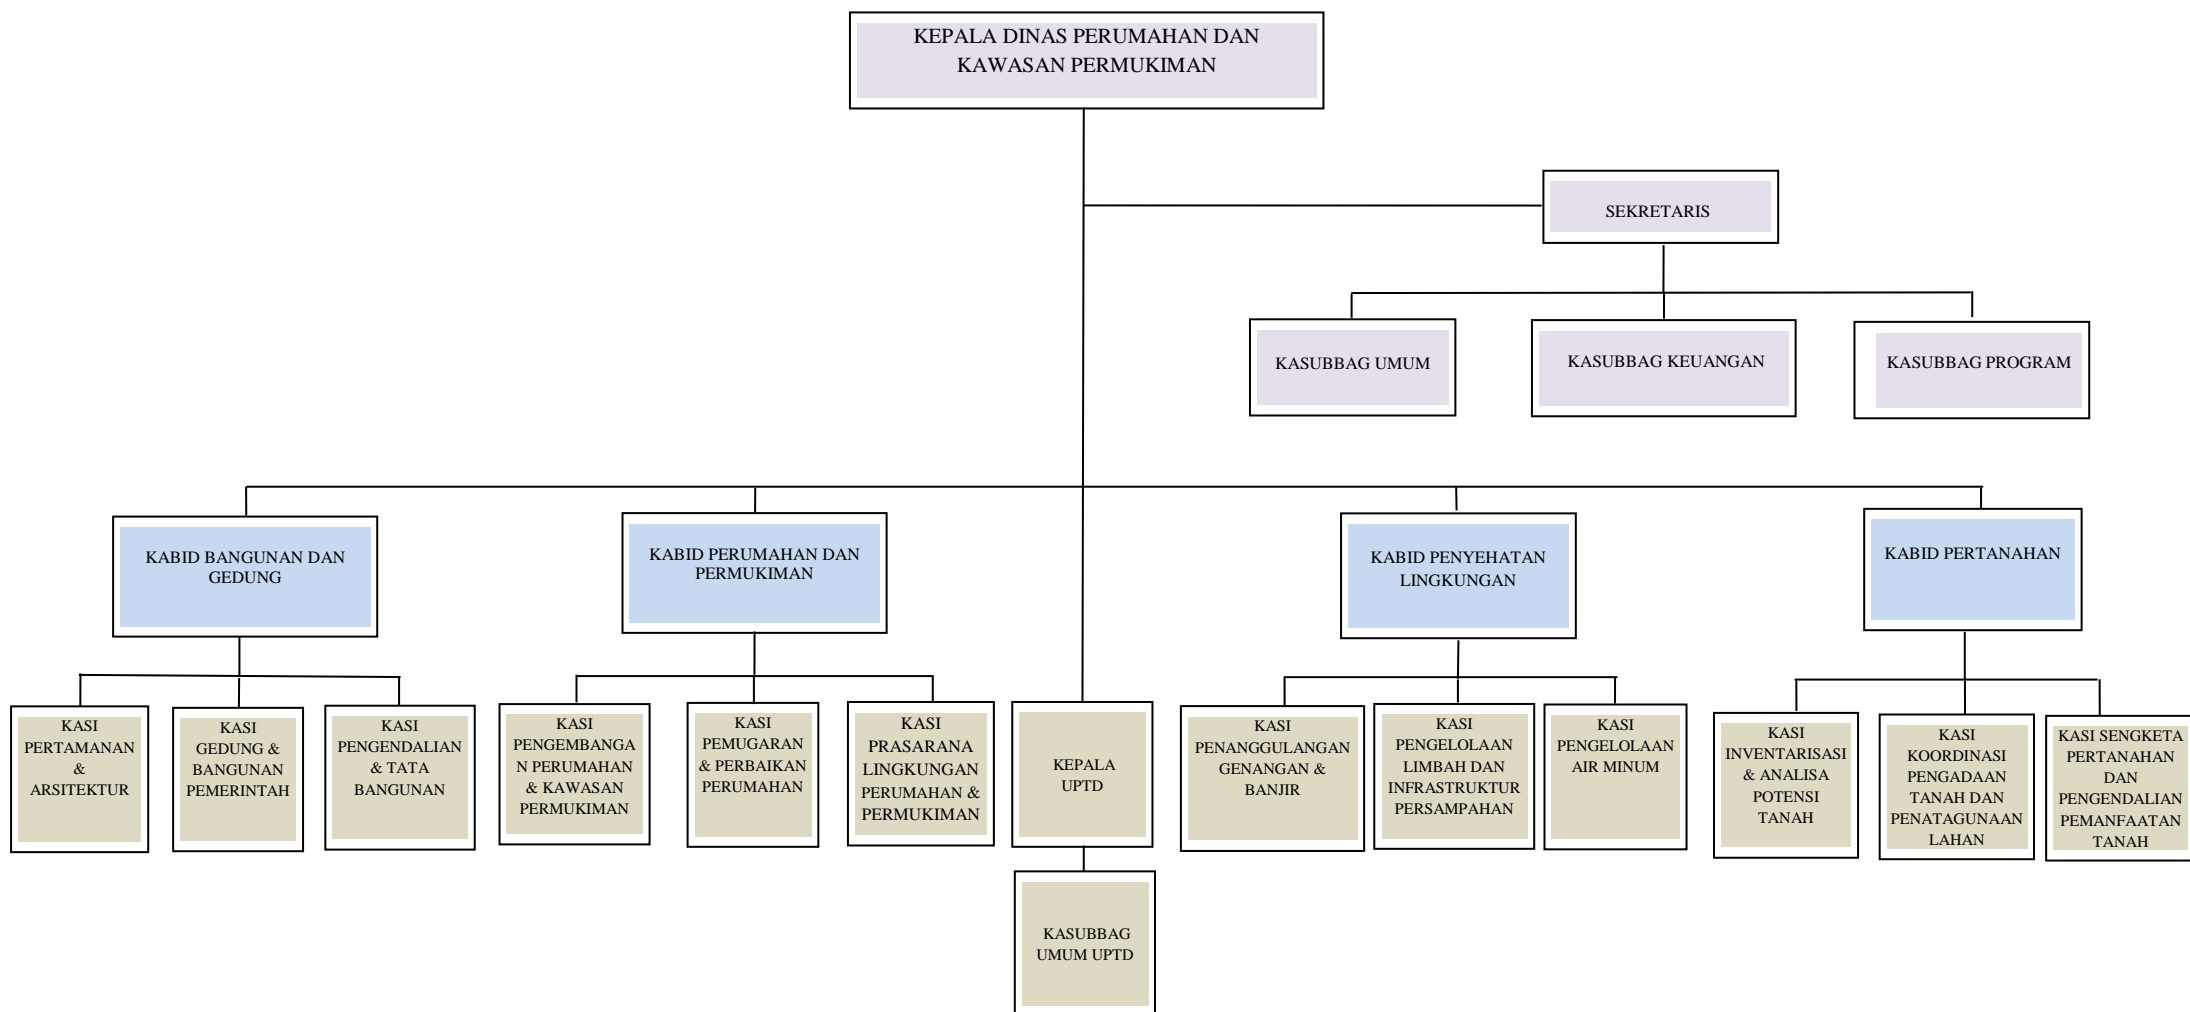 KEPALA DINAS PERUMAHAN DAN
KAWASAN PERMUKIMAN
SEKRETARIS
KASUBBAG UMUM
KASUBBAG KEUANGAN
KASUBBAG PROGRAM
KABID BANGUNAN DAN
GEDUNG
KABID PERUMAHAN DAN
PERMUKIMAN
KABID PENYEHATAN
LINGKUNGAN
KABID PERTANAHAN
KASI
PERTAMANAN
&
ARSITEKTUR
KASI
GEDUNG &
BANGUNAN
PEMERINTAH
KASI
PENGENDALIAN
& TATA
BANGUNAN
KASI
PENGEMBANGA
N PERUMAHAN
& KAWASAN
PERMUKIMAN
KASI
PEMUGARAN
& PERBAIKAN
PERUMAHAN
KASI
PRASARANA
LINGKUNGAN
PERUMAHAN &
PERMUKIMAN
KEPALA
UPTD
KASI
PENANGGULANGAN
GENANGAN &
BANJIR
KASI
PENGELOLAAN
LIMBAH DAN
INFRASTRUKTUR
PERSAMPAHAN
KASI
PENGELOLAAN
AIR MINUM
KASI
INVENTARISASI
& ANALISA
POTENSI
TANAH
KASI
KOORDINASI
PENGADAAN
TANAH DAN
PENATAGUNAAN
LAHAN
KASI SENGKETA
PERTANAHAN
DAN
PENGENDALIAN
PEMANFAATAN
TANAH
KASUBBAG
UMUM UPTD